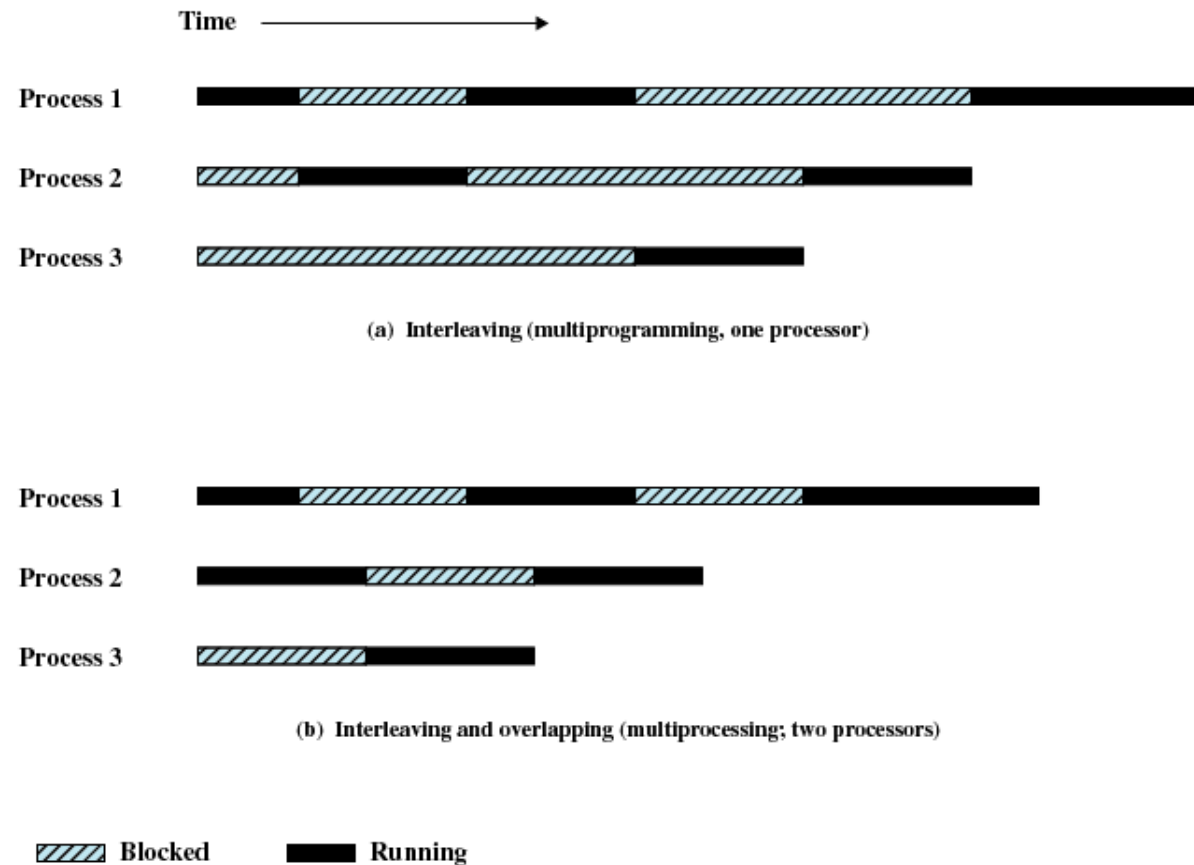 Time
Process 1
Process 2
Process 3
(a) Interleaving (multiprogramming, one processor)
Process 1
Process 2
Process 3
(b) Interleaving and overlapping (multiprocessing; two processors)
Blocked Running